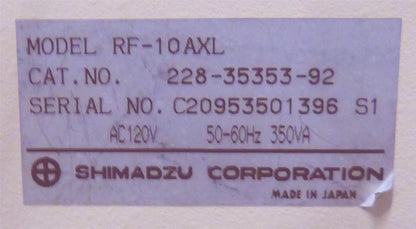 MODEL RF-10AXL
CAT.NO. 228-35353-92
SERIAL NO. C20953501396 S1
AC120V 50-60Hz 350VA
SHIMADZU CORPORATION
MADE IN JAPAN